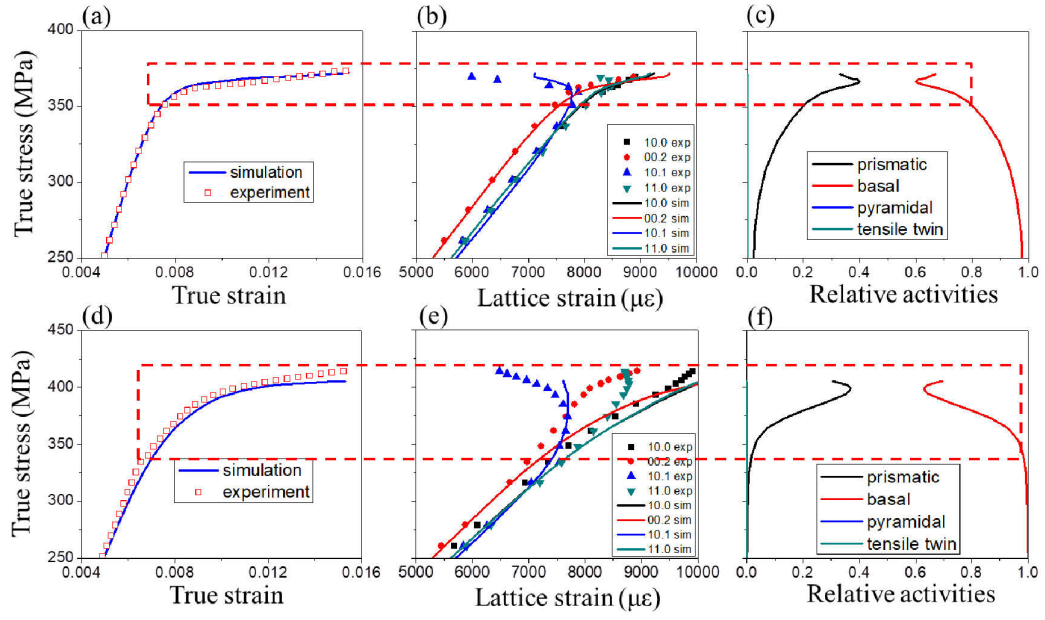 (a)
(b)
(c)
True stress (MPa)
400
350
300
250
simulation
experiment
0.004
0.008
0.012
0.016
True strain
10.0 exp
00.2 exp
10.1 exp
11.0 exp
10.0 sim
00.2 sim
10.1 sim
11.0 sim
5000
6000
7000
8000
9000
10000
Lattice strain (με)
prismatic
basal
pyramidal
tensile twin
0.0
0.2
0.4
0.6
0.8
1.0
Relative activities
(d)
(e)
(f)
True stress (MPa)
450
400
350
300
250
simulation
experiment
0.004
0.008
0.012
0.016
True strain
10.0 exp
00.2 exp
10.1 exp
11.0 exp
10.0 sim
00.2 sim
10.1 sim
11.0 sim
5000
6000
7000
8000
9000
10000
Lattice strain (με)
prismatic
basal
pyramidal
tensile twin
0.0
0.2
0.4
0.6
0.8
1.0
Relative activities